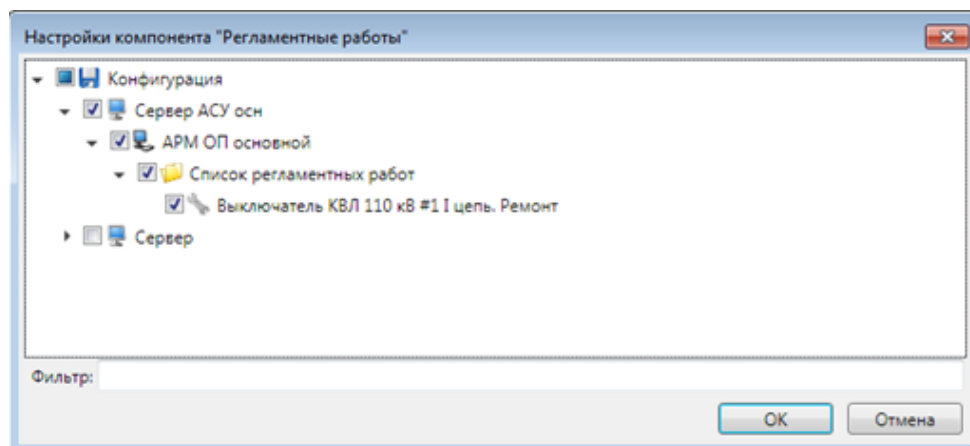 Настройки компонента "Регламентные работы"
Конфигурация
Сервер АСУ осн
АРМ ОП основной
Список регламентных работ
Выключатель КВЛ 110 кВ #1 I цепь. Ремонт
Сервер
Фильтр:
OK Отмена